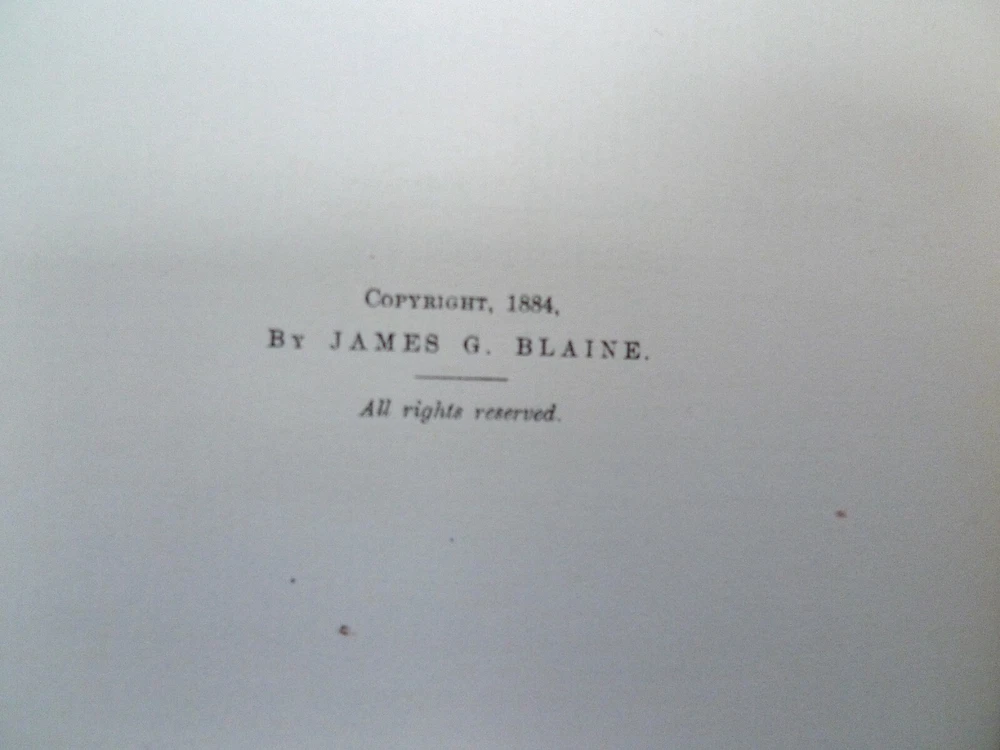 COPYRIGHT, 1884,
BY JAMES G. BLAINE.
All rights reserved.